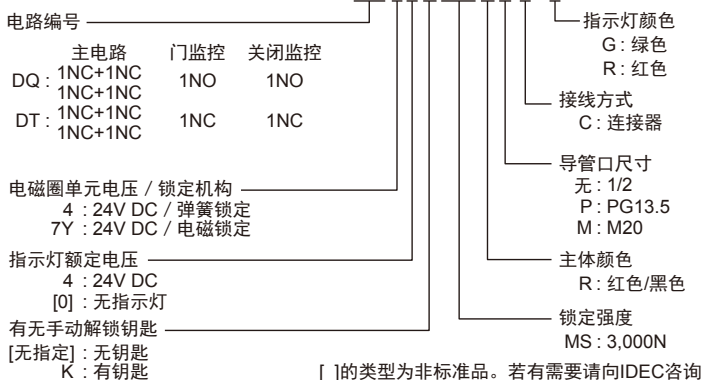 电路编号
主电路 门监控 关闭监控
DQ : 1NC+1NC 1NC+1NC 1NO 1NO
DT : 1NC+1NC 1NC+1NC 1NC 1NC
电磁圈单元电压 / 锁定机构
4 : 24V DC / 弹簧锁定
7Y : 24V DC / 电磁锁定
指示灯额定电压
4 : 24V DC
[0] : 无指示灯
有无手动解锁钥匙
[无指定] : 无钥匙
K : 有钥匙
指示灯颜色
G : 绿色
R : 红色
接线方式
C : 连接器
导管口尺寸
无 : 1/2
P : PG13.5
M : M20
主体颜色
R : 红色/黑色
锁定强度
MS : 3,000N
[ ]的类型为非标准品。若有需要请向IDEC咨询